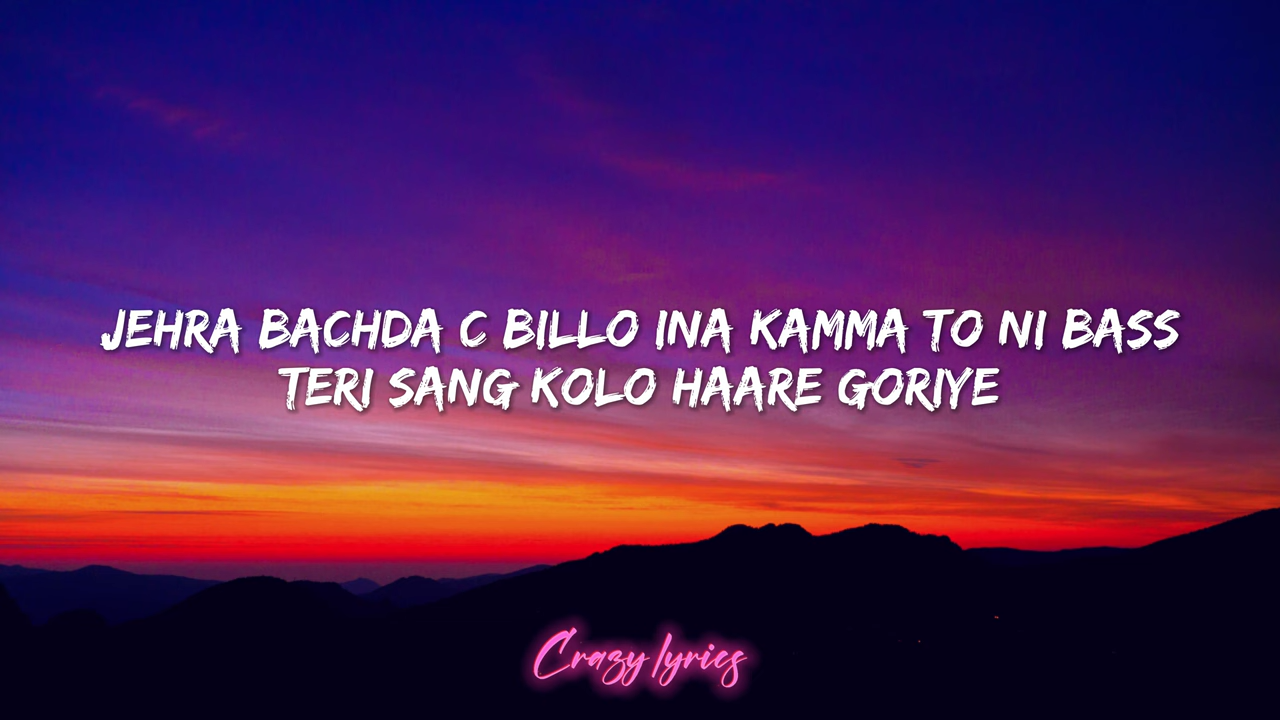 JEHRA BACHDA C BILLO INA KAMMA TO NI BASS
TERI SANG KOLO HAARE GORIYE
Crazy lyrics